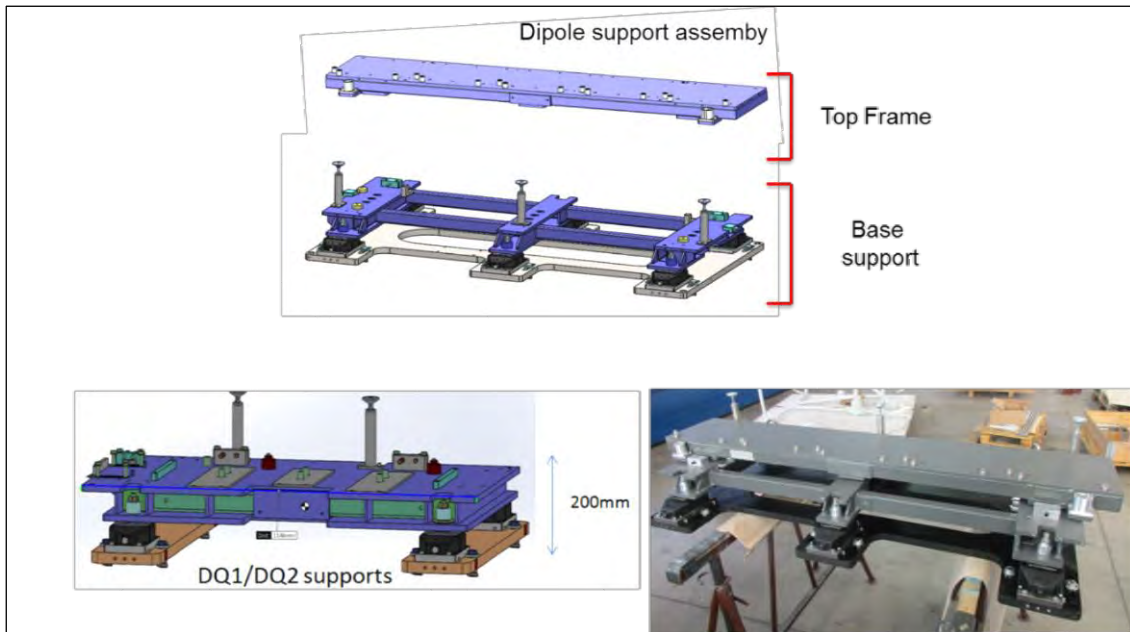 Dipole support assemby
Top Frame
Base
support
200mm
DQ1/DQ2 supports